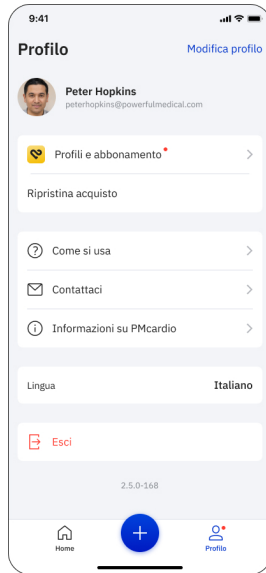 9:41
Profilo
Modifica profilo
Peter Hopkins
peterhopkins@powerfulmedical.com
Profili e abbonamento
Ripristina acquisto
Come si usa
Contattaci
Informazioni su PMcardio
Lingua
Italiano
Esci
2.5.0-168
Home
Profilo